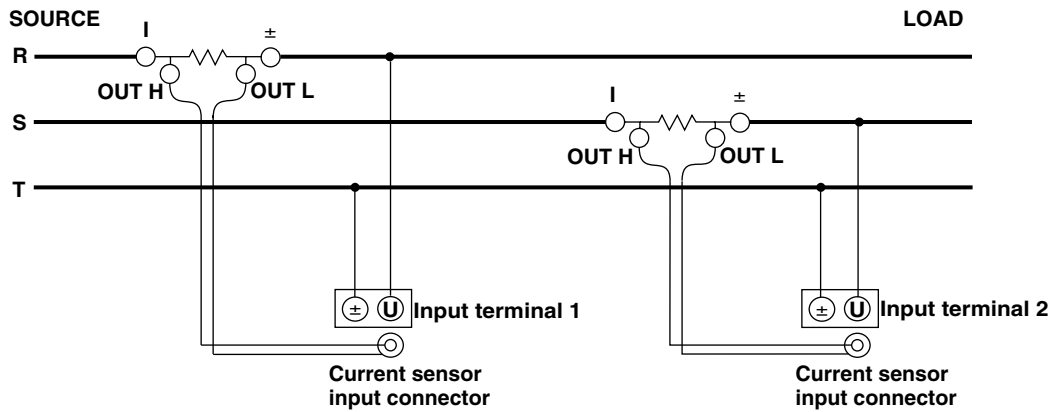 SOURCE
LOAD
I
±
R
OUT H
OUT L
S
I
±
OUT H
OUT L
T
±
U
Input terminal 1
±
U
Input terminal 2
Current sensor
input connector
Current sensor
input connector